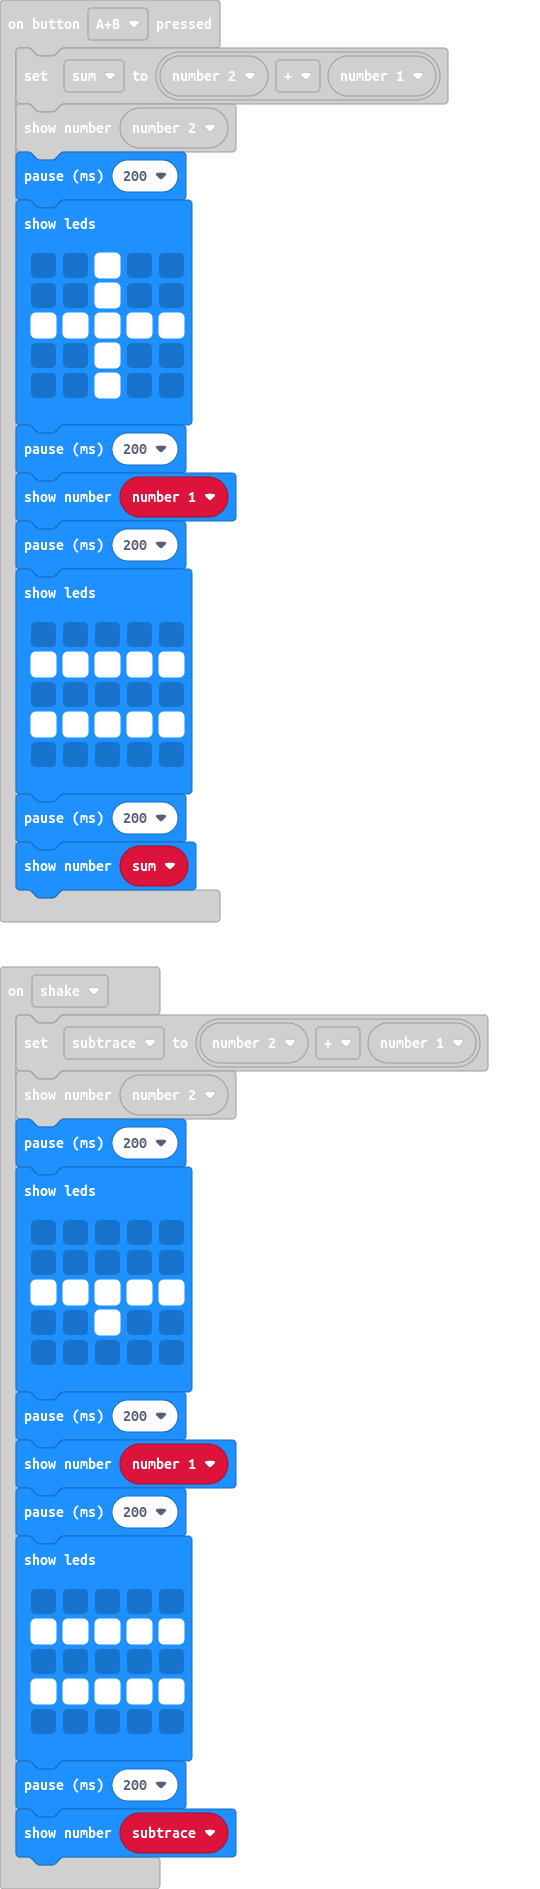 on button A+B pressed
set sum to number 2 + number 1
show number number 2
pause (ms) 200
show leds
pause (ms) 200
show number number 1
pause (ms) 200
show leds
pause (ms) 200
show number sum
on shake
set subtrace to number 2 + number 1
show number number 2
pause (ms) 200
show leds
pause (ms) 200
show number number 1
pause (ms) 200
show leds
pause (ms) 200
show number subtrace